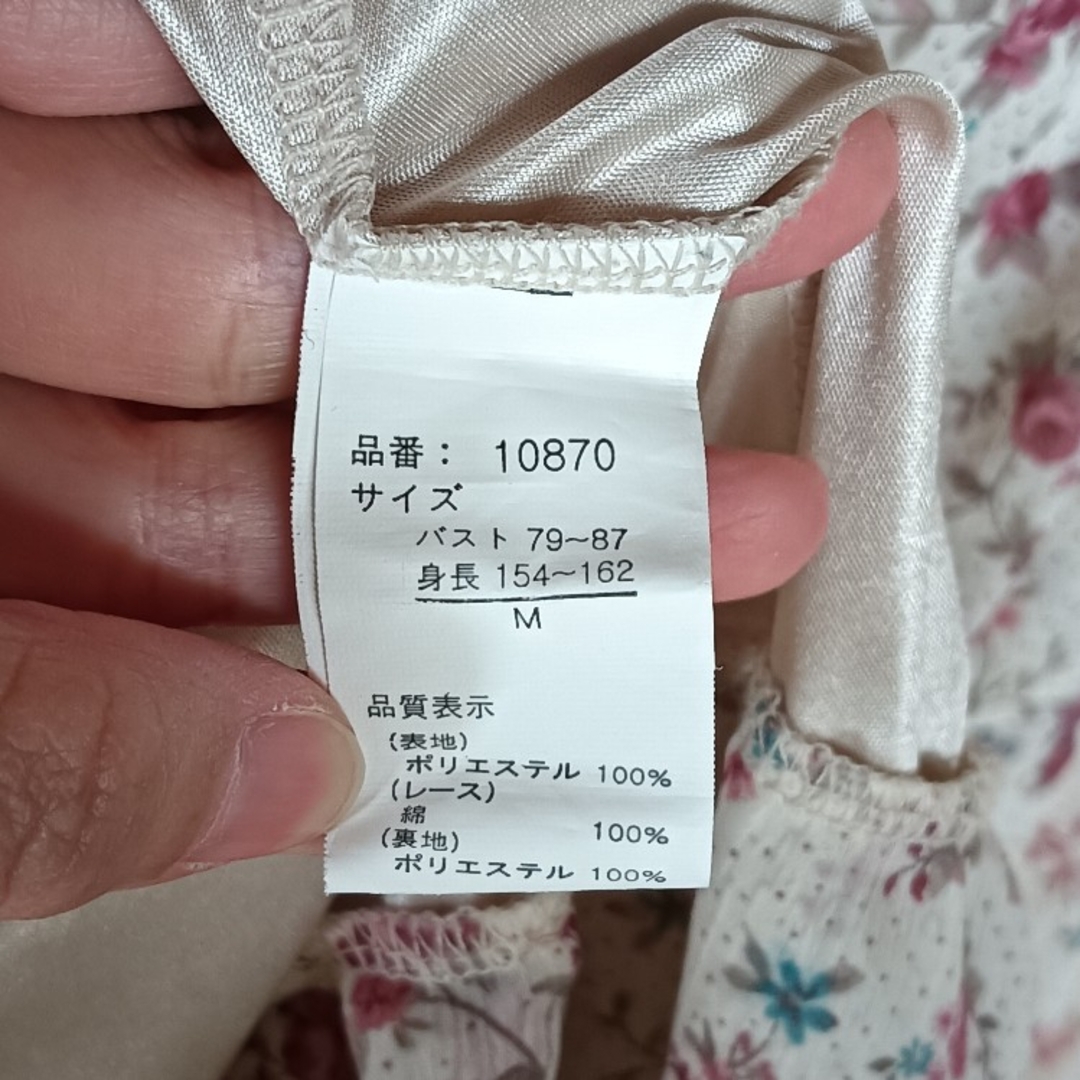 品番： 10870
サイズ
バスト 79~87
身長 154~162
M
品質表示
(表地)
ポリエステル 100%
(レース)
綿 100%
(裏地)
ポリエステル 100%